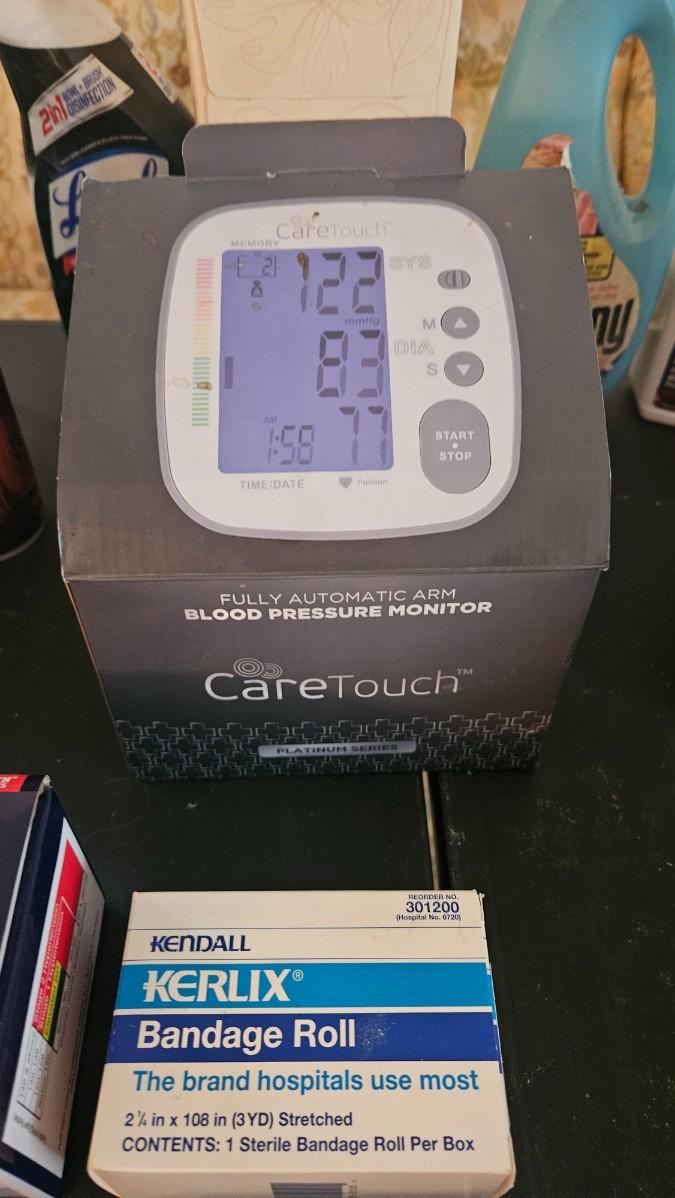 2in1 BOWL + BRUSH
DISINFECTION
CareTouch™
MEMORY
2
122
SYS
mmHg
M
83
DIA
S
AM
1:58
77
START
STOP
TIME/DATE
Pul/min
FULLY AUTOMATIC ARM
BLOOD PRESSURE MONITOR
CareTouch™
PLATINUM SERIES
REORDER NO.
301200
(Hospital No. 6720)
KENDALL
KERLIX®
Bandage Roll
The brand hospitals use most
2 ¼ in x 108 in (3YD) Stretched
CONTENTS: 1 Sterile Bandage Roll Per Box